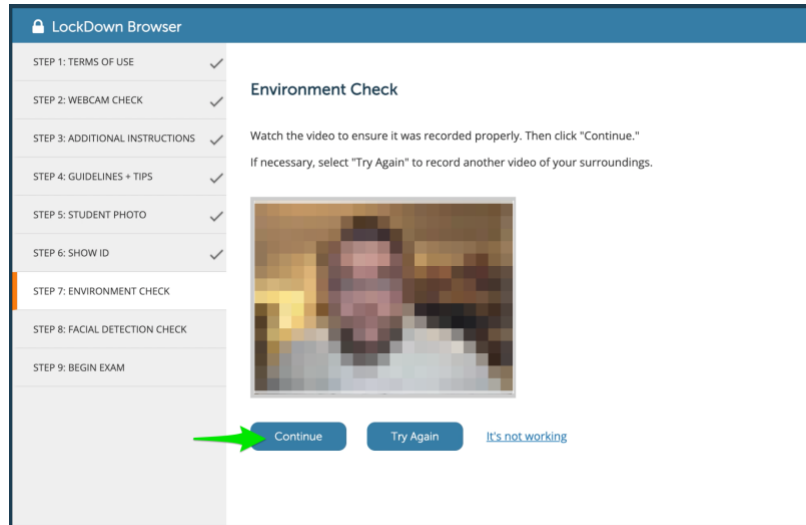 LockDown Browser
STEP 1: TERMS OF USE
STEP 2: WEBCAM CHECK
STEP 3: ADDITIONAL INSTRUCTIONS
STEP 4: GUIDELINES + TIPS
STEP 5: STUDENT PHOTO
STEP 6: SHOW ID
STEP 7: ENVIRONMENT CHECK
STEP 8: FACIAL DETECTION CHECK
STEP 9: BEGIN EXAM
Environment Check
Watch the video to ensure it was recorded properly. Then click "Continue."
If necessary, select "Try Again" to record another video of your surroundings.
Continue
Try Again
It's not working